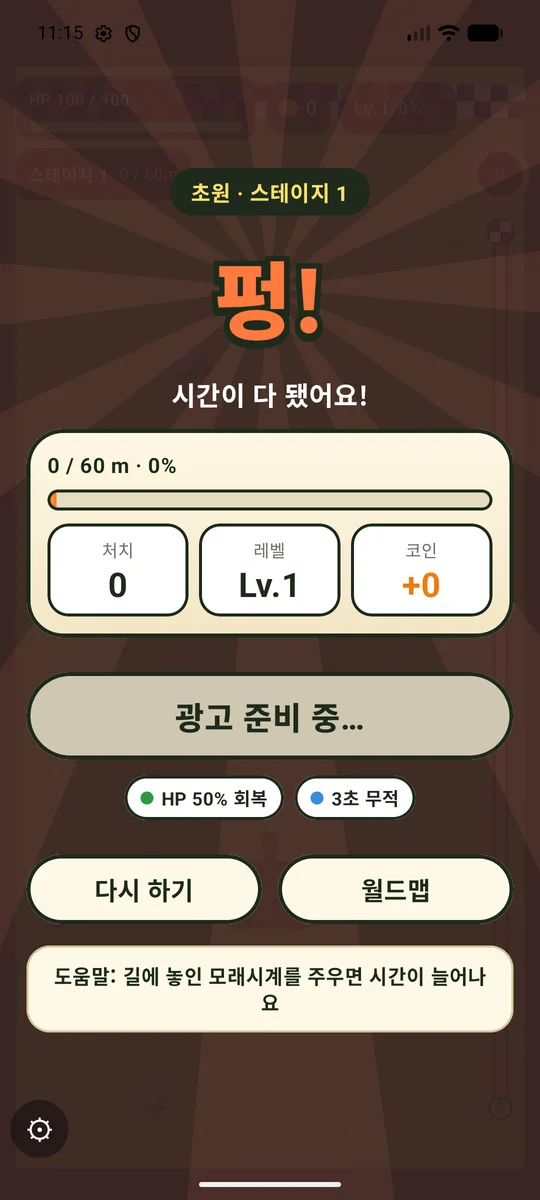 11:15
HP 100 / 100
0
Lv.1 0%
스테이지 1 0 / 60m
초원 · 스테이지 1
펑!
시간이 다 됐어요!
0 / 60 m · 0%
처치
레벨
코인
0
Lv.1
+0
광고 준비 중…
HP 50% 회복
3초 무적
다시 하기
월드맵
도움말: 길에 놓인 모래시계를 주우면 시간이 늘어나
요